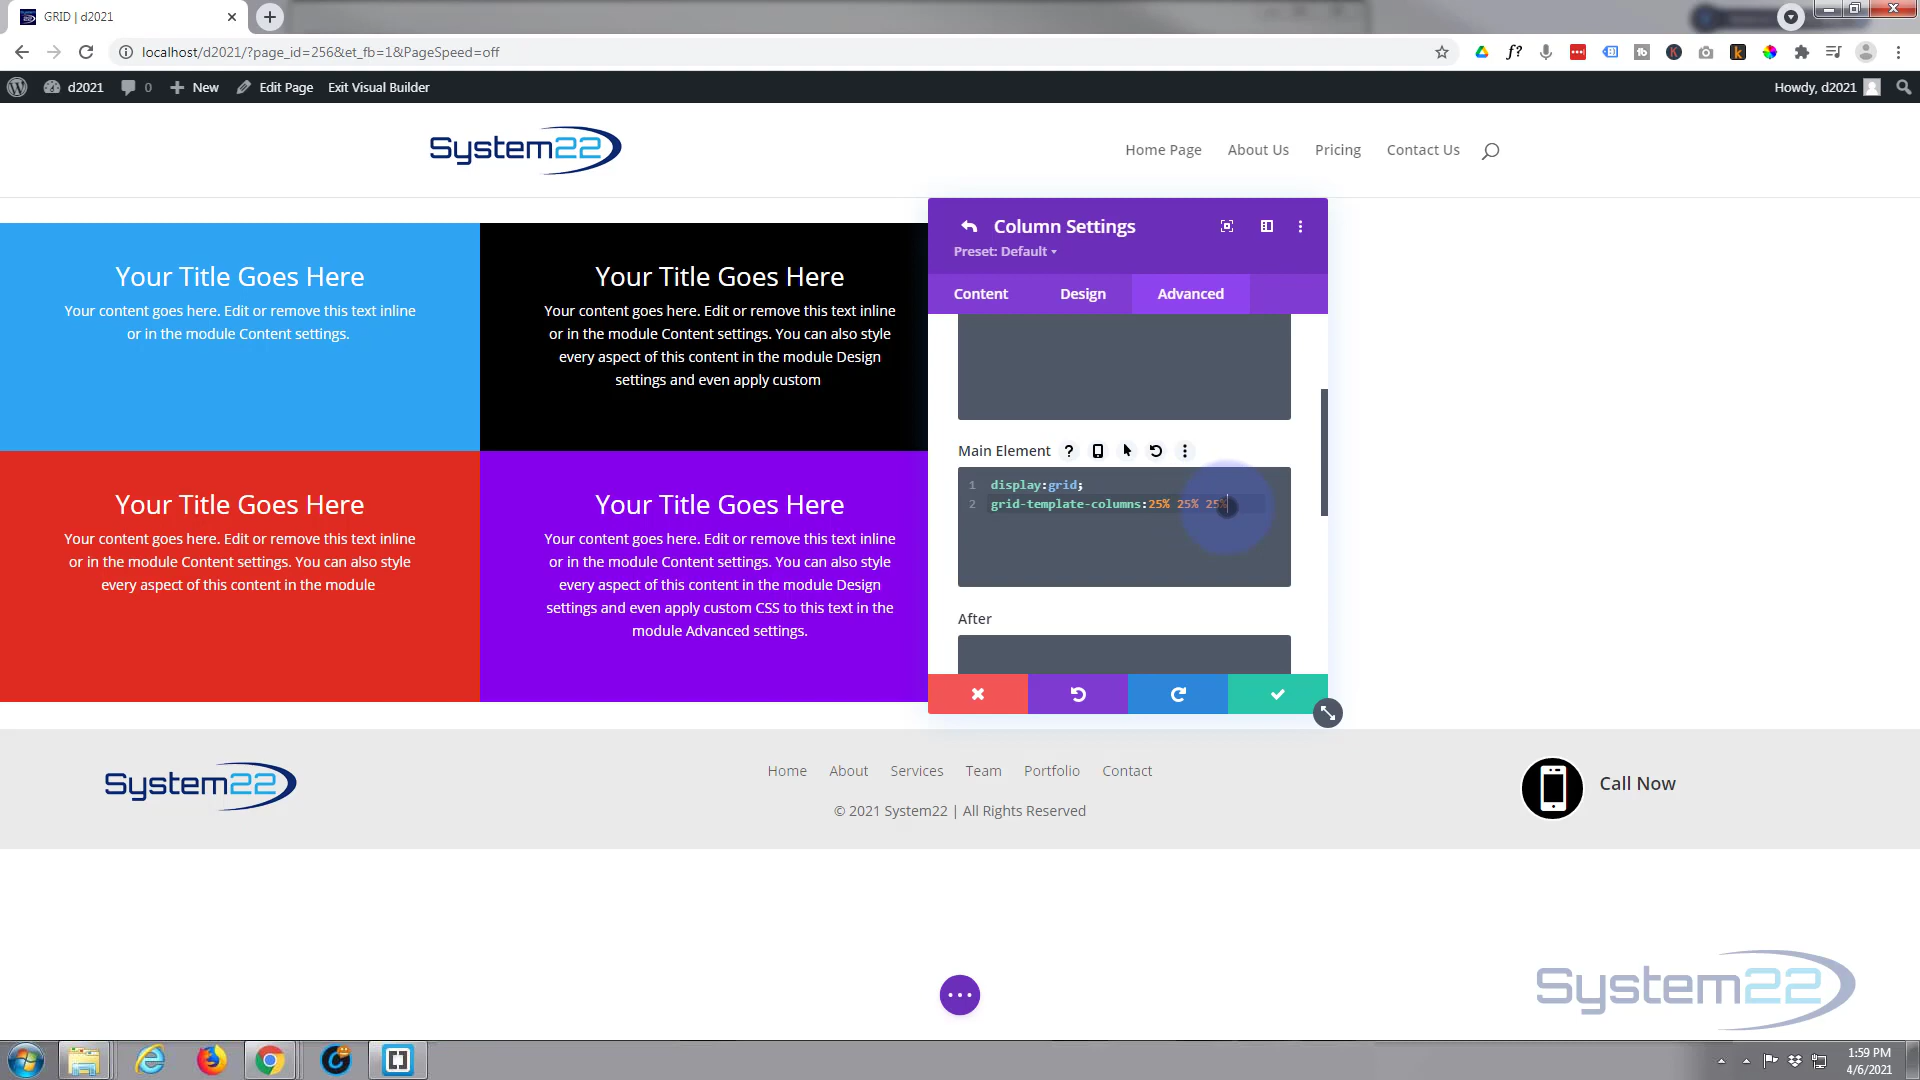 GRID | d2021
localhost/d2021/?page_id=256&et_fb=1&PageSpeed=off
d2021 0 New Edit Page Exit Visual Builder Howdy, d2021
System22
Home Page About Us Pricing Contact Us
Column Settings
Preset: Default
Content Design Advanced
Your Title Goes Here
Your content goes here. Edit or remove this text inline
or in the module Content settings.
Your Title Goes Here
Your content goes here. Edit or remove this text inline
or in the module Content settings. You can also style
every aspect of this content in the module Design
settings and even apply custom
Main Element
1 display:grid;
2 grid-template-columns:25% 25% 25%
After
Your Title Goes Here
Your content goes here. Edit or remove this text inline
or in the module Content settings. You can also style
every aspect of this content in the module
Your Title Goes Here
Your content goes here. Edit or remove this text inline
or in the module Content settings. You can also style
every aspect of this content in the module Design
settings and even apply custom CSS to this text in the
module Advanced settings.
System22
Home About Services Team Portfolio Contact
© 2021 System22 | All Rights Reserved
Call Now
System22
1:59 PM
4/6/2021